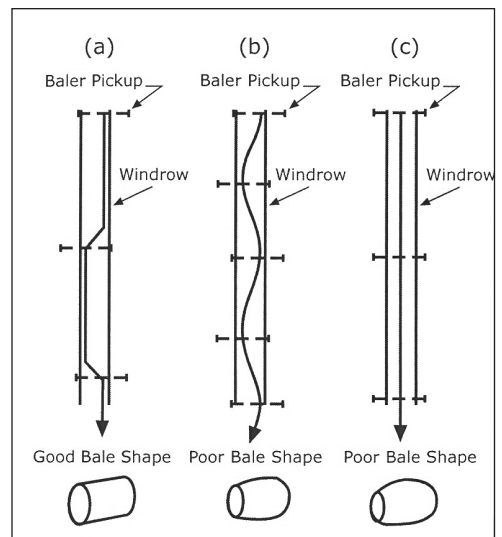 (a) (b) (c)
Baler Pickup Baler Pickup Baler Pickup
Windrow Windrow Windrow
Good Bale Shape Poor Bale Shape Poor Bale Shape